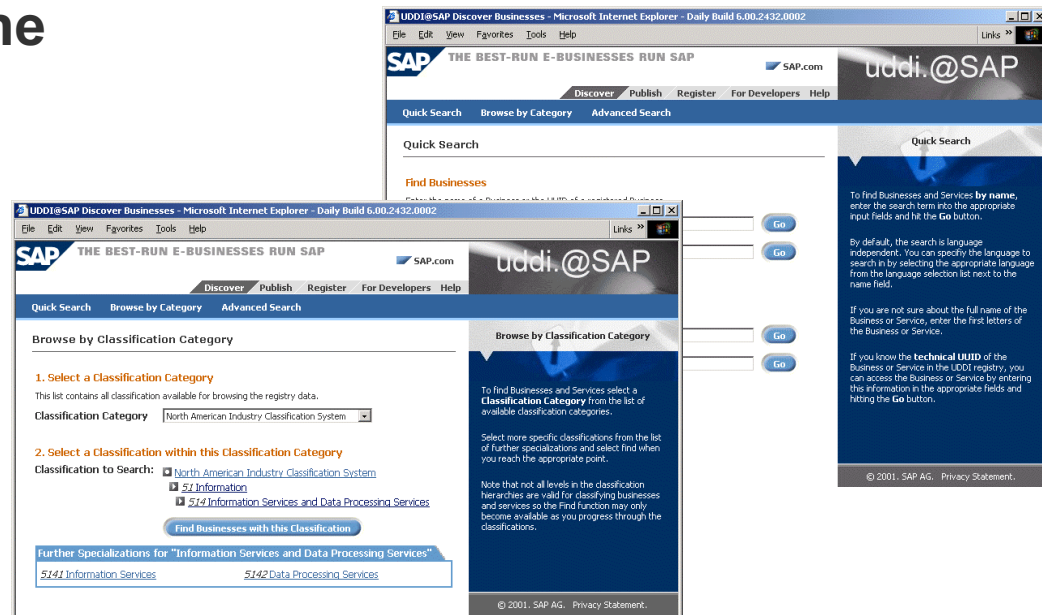 UDDI@SAP Discover Businesses - Microsoft Internet Explorer - Daily Build 6.00.2432.0002
File Edit View Favorites Tools Help
Links »
SAP THE BEST-RUN E-BUSINESSES RUN SAP
SAP.com
uddi.@SAP
Discover Publish Register For Developers Help
Quick Search Browse by Category Advanced Search
Quick Search
Find Businesses
Enter the name of a Business or the UUID of a registered Business
Go
Go
Go
Go
Quick Search
To find Businesses and Services by name,
enter the search term into the appropriate
input fields and hit the Go button.
By default, the search is language
independent. You can specifiy the language to
search in by selecting the appropriate language
from the language selection list next to the
name field.
If you are not sure about the full name of the
Business or Service, enter the first letters of
the Business or Service.
If you know the technical UUID of the
Business or Service in the UDDI registry, you
can access the Business or Service by entering
this information in the appropriate fields and
hitting the Go button.
© 2001. SAP AG. Privacy Statement.
UDDI@SAP Discover Businesses - Microsoft Internet Explorer - Daily Build 6.00.2432.0002
File Edit View Favorites Tools Help
Links »
SAP THE BEST-RUN E-BUSINESSES RUN SAP
SAP.com
uddi.@SAP
Discover Publish Register For Developers Help
Quick Search Browse by Category Advanced Search
Browse by Classification Category
1. Select a Classification Category
This list contains all classification available for browsing the registry data.
Classification Category North American Industry Classification System
2. Select a Classification within this Classification Category
Classification to Search: North American Industry Classification System
51 Information
514 Information Services and Data Processing Services
Find Businesses with this Classification
Further Specializations for "Information Services and Data Processing Services"
5141 Information Services 5142 Data Processing Services
Browse by Classification Category
To find Businesses and Services select a
Classification Category from the list of
available classification categories.
Select more specific classifications from the list
of further specializations and select find when
you reach the appropriate point.
Note that not all levels in the classification
hierarchies are valid for classifying businesses
and services so the Find function may only
become available as you progress through the
classifications.
© 2001. SAP AG. Privacy Statement.